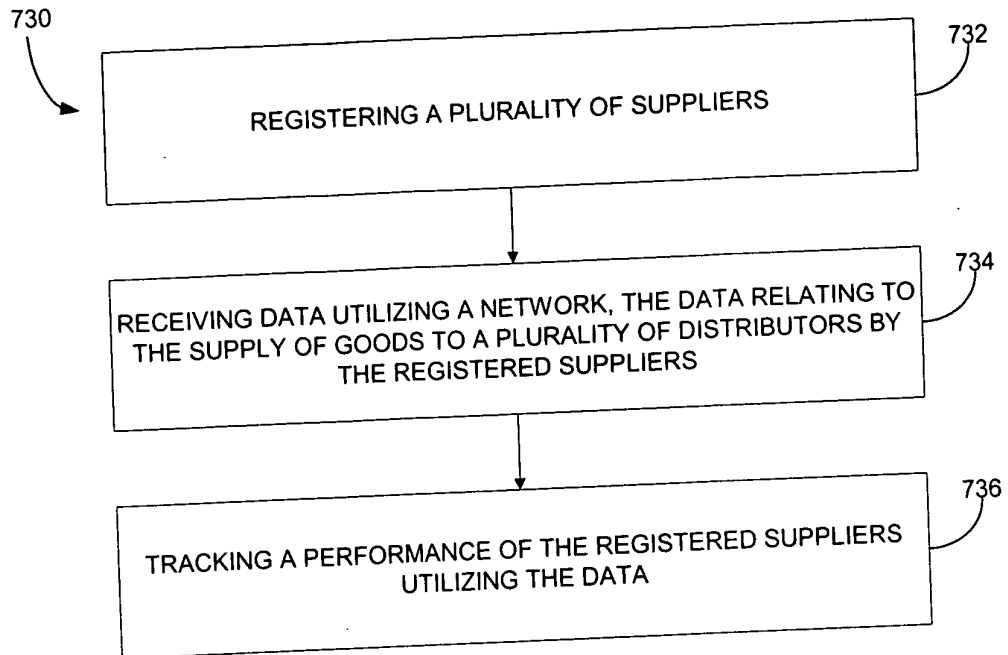 730
732
REGISTERING A PLURALITY OF SUPPLIERS
734
RECEIVING DATA UTILIZING A NETWORK, THE DATA RELATING TO
THE SUPPLY OF GOODS TO A PLURALITY OF DISTRIBUTORS BY
THE REGISTERED SUPPLIERS
736
TRACKING A PERFORMANCE OF THE REGISTERED SUPPLIERS
UTILIZING THE DATA